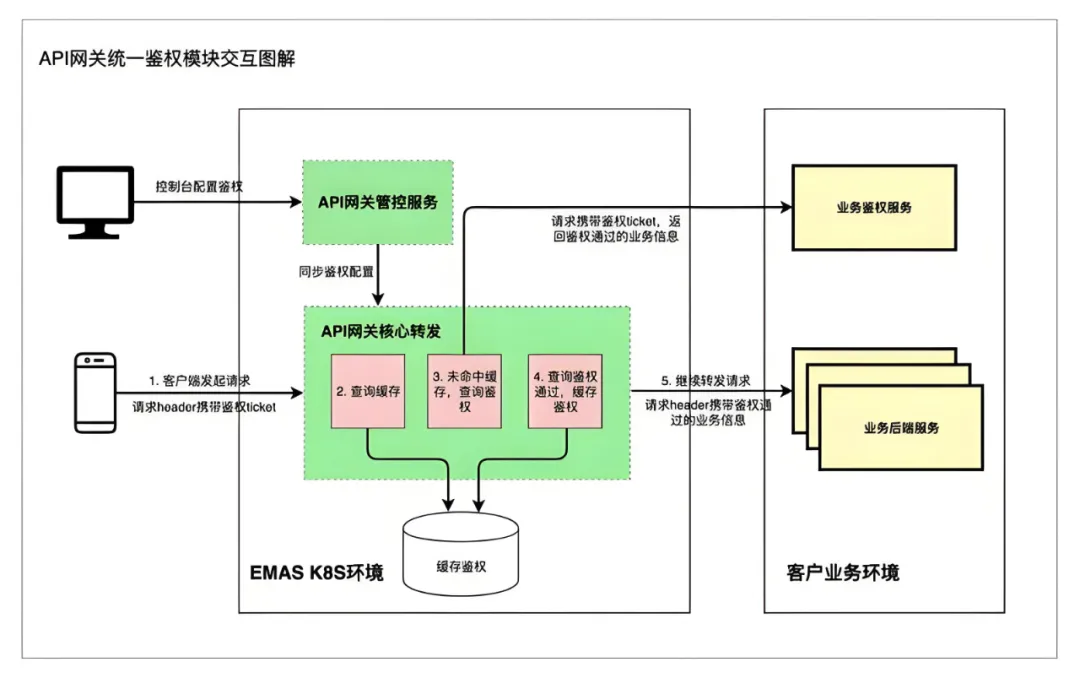 API网关统一鉴权模块交互图解
控制台配置鉴权
API网关管控服务
请求携带鉴权ticket，返
回鉴权通过的业务信息
业务鉴权服务
同步鉴权配置
API网关核心转发
1. 客户端发起请求
请求header携带鉴权ticket
2. 查询缓存
3. 未命中缓
存，查询鉴
权
4. 查询鉴权
通过，缓存
鉴权
5. 继续转发请求
请求header携带鉴权通
过的业务信息
业务后端服务
缓存鉴权
EMAS K8S环境
客户业务环境